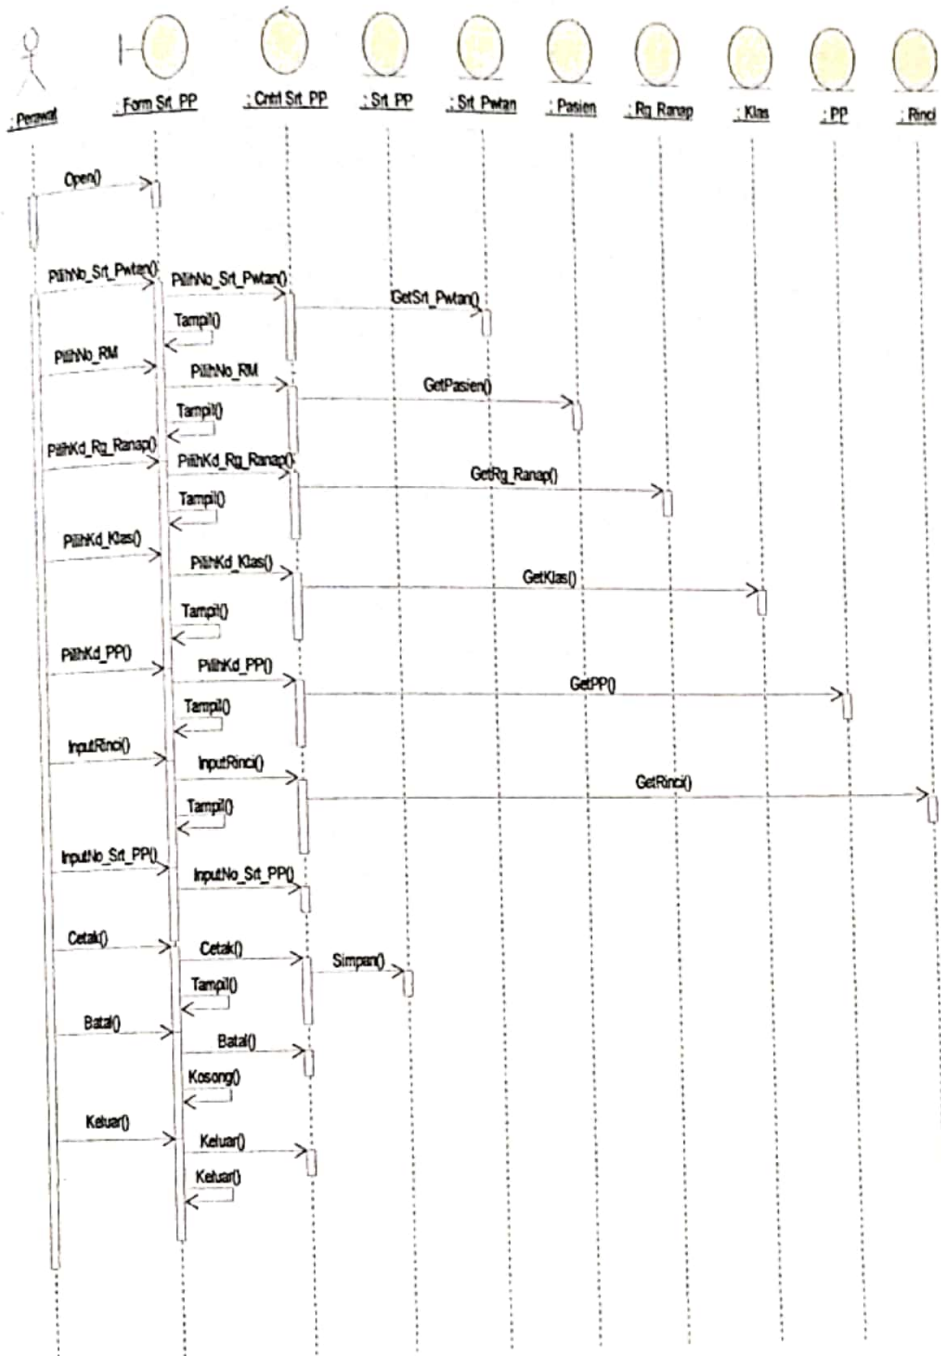 : Perawat
: Form Srt_PP
: Cntrl Srt_PP
: Srt_PP
: Srt_Pwtan
: Pasien
: Rg_Ranap
: Klas
: PP
: Rinci
Open()
PilihNo_Srt_Pwtan()
PilihNo_Srt_Pwtan()
GetSrt_Pwtan()
Tampil()
PilihNo_RM
PilihNo_RM
GetPasien()
Tampil()
PilihKd_Rg_Ranap()
PilihKd_Rg_Ranap()
GetRg_Ranap()
Tampil()
PilihKd_Klas()
PilihKd_Klas()
GetKlas()
Tampil()
PilihKd_PP()
PilihKd_PP()
GetPP()
Tampil()
InputRinci()
InputRinci()
GetRinci()
Tampil()
InputNo_Srt_PP()
InputNo_Srt_PP()
Cetak()
Cetak()
Simpan()
Tampil()
Batal()
Batal()
Kosong()
Keluar()
Keluar()
Keluar()